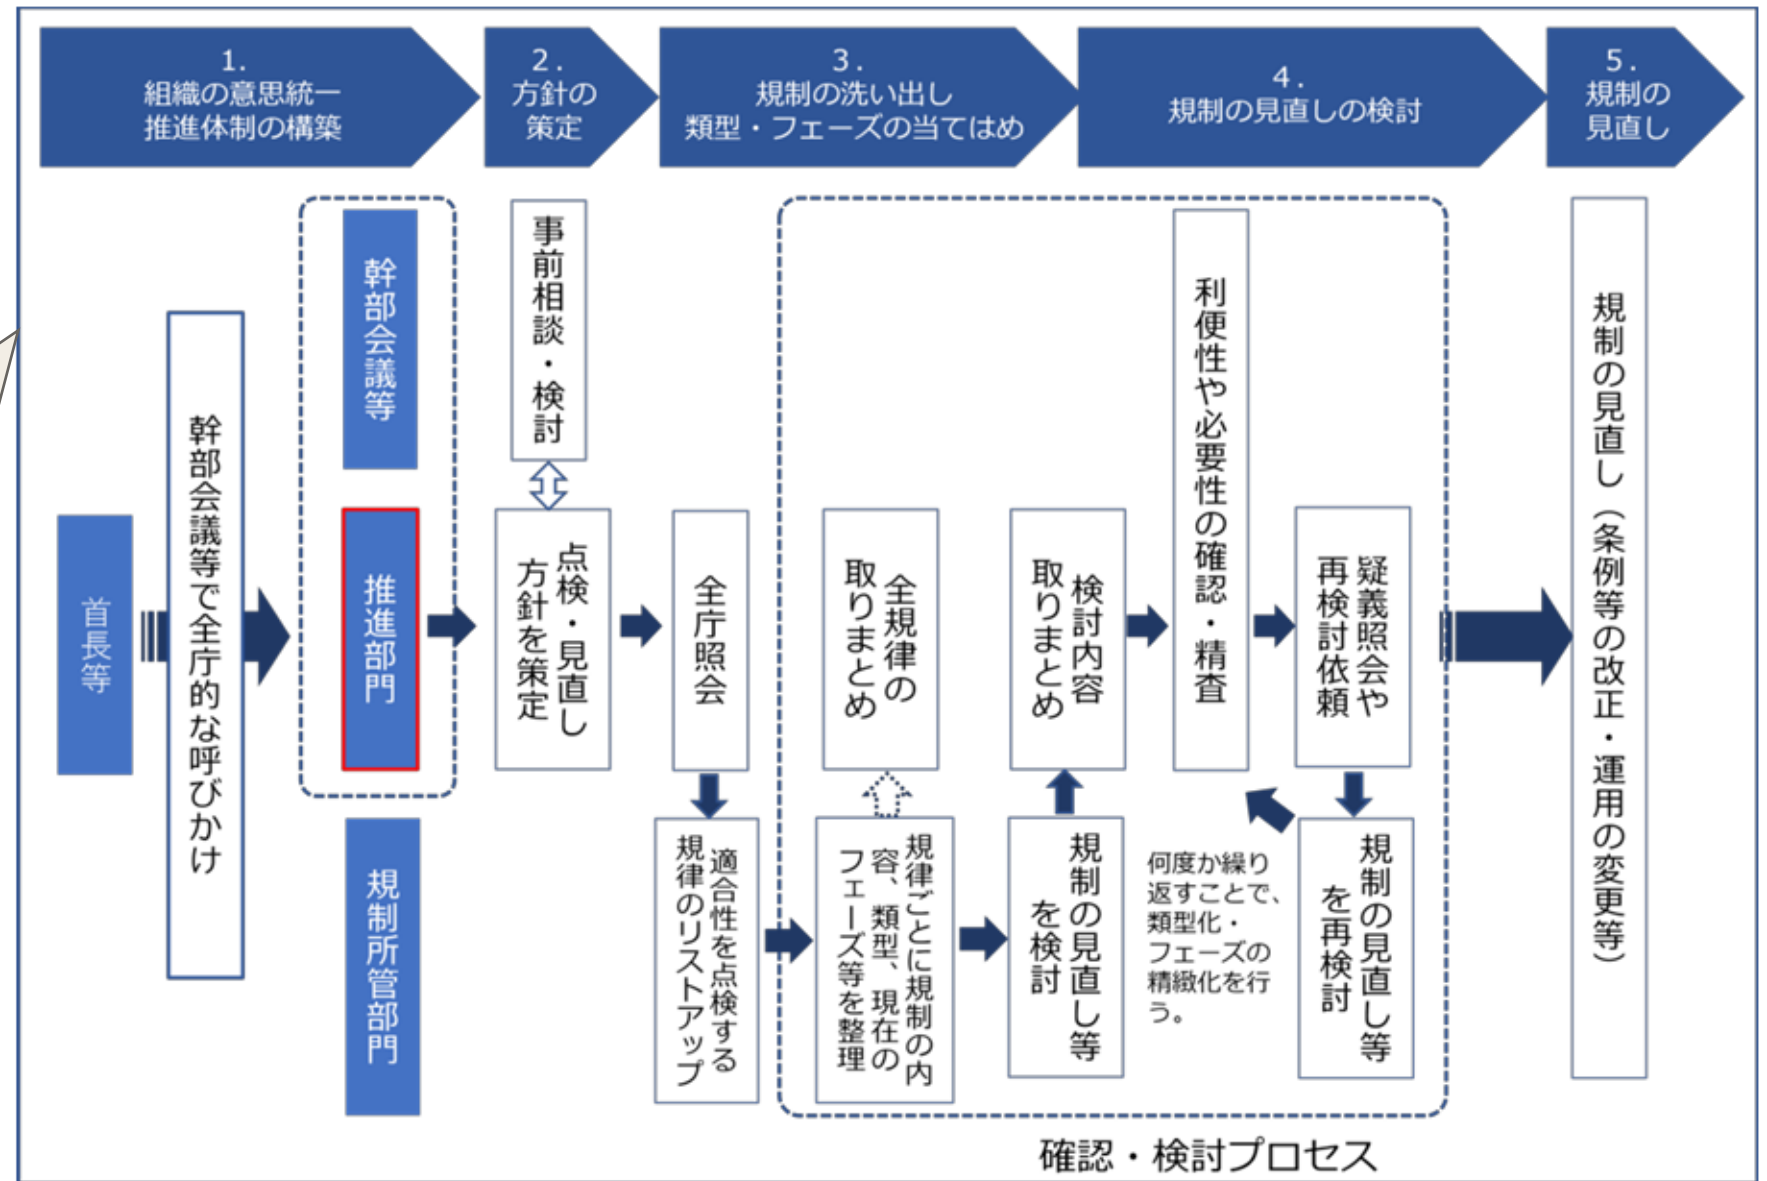 1.
組織の意思統一
推進体制の構築
2.
方針の
策定
3.
規制の洗い出し
類型・フェーズの当てはめ
4.
規制の見直しの検討
5.
規制の
見直し
首長等
幹部会議等で全庁的な呼びかけ
幹部会議等
推進部門
規制所管部門
事前相談・検討
点検・見直し
方針を策定
全庁照会
適合性を点検する
規律のリストアップ
全規律の
取りまとめ
規律ごとに規制の内
容、類型、現在の
フェーズ等を整理
検討内容
取りまとめ
規制の見直し等
を検討
利便性や必要性の確認・精査
疑義照会や
再検討依頼
規制の見直し等
を再検討
何度か繰り
返すことで、
類型化・
フェーズの
精緻化を行
う。
規制の見直し（条例等の改正・運用の変更等）
確認・検討プロセス